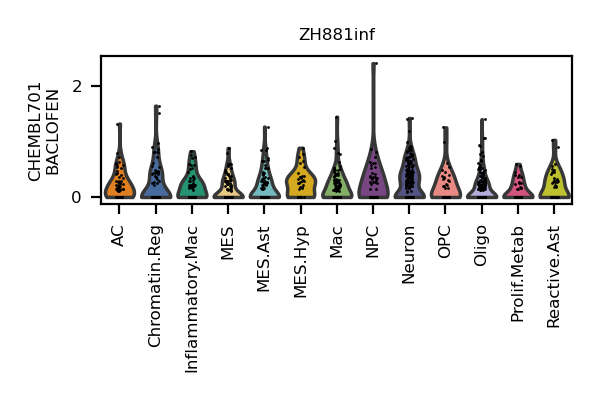 ZH881inf
CHEMBL701
BACLOFEN
2
0
AC
Chromatin.Reg
Inflammatory.Mac
MES
MES.Ast
MES.Hyp
Mac
NPC
Neuron
OPC
Oligo
Prolif.Metab
Reactive.Ast